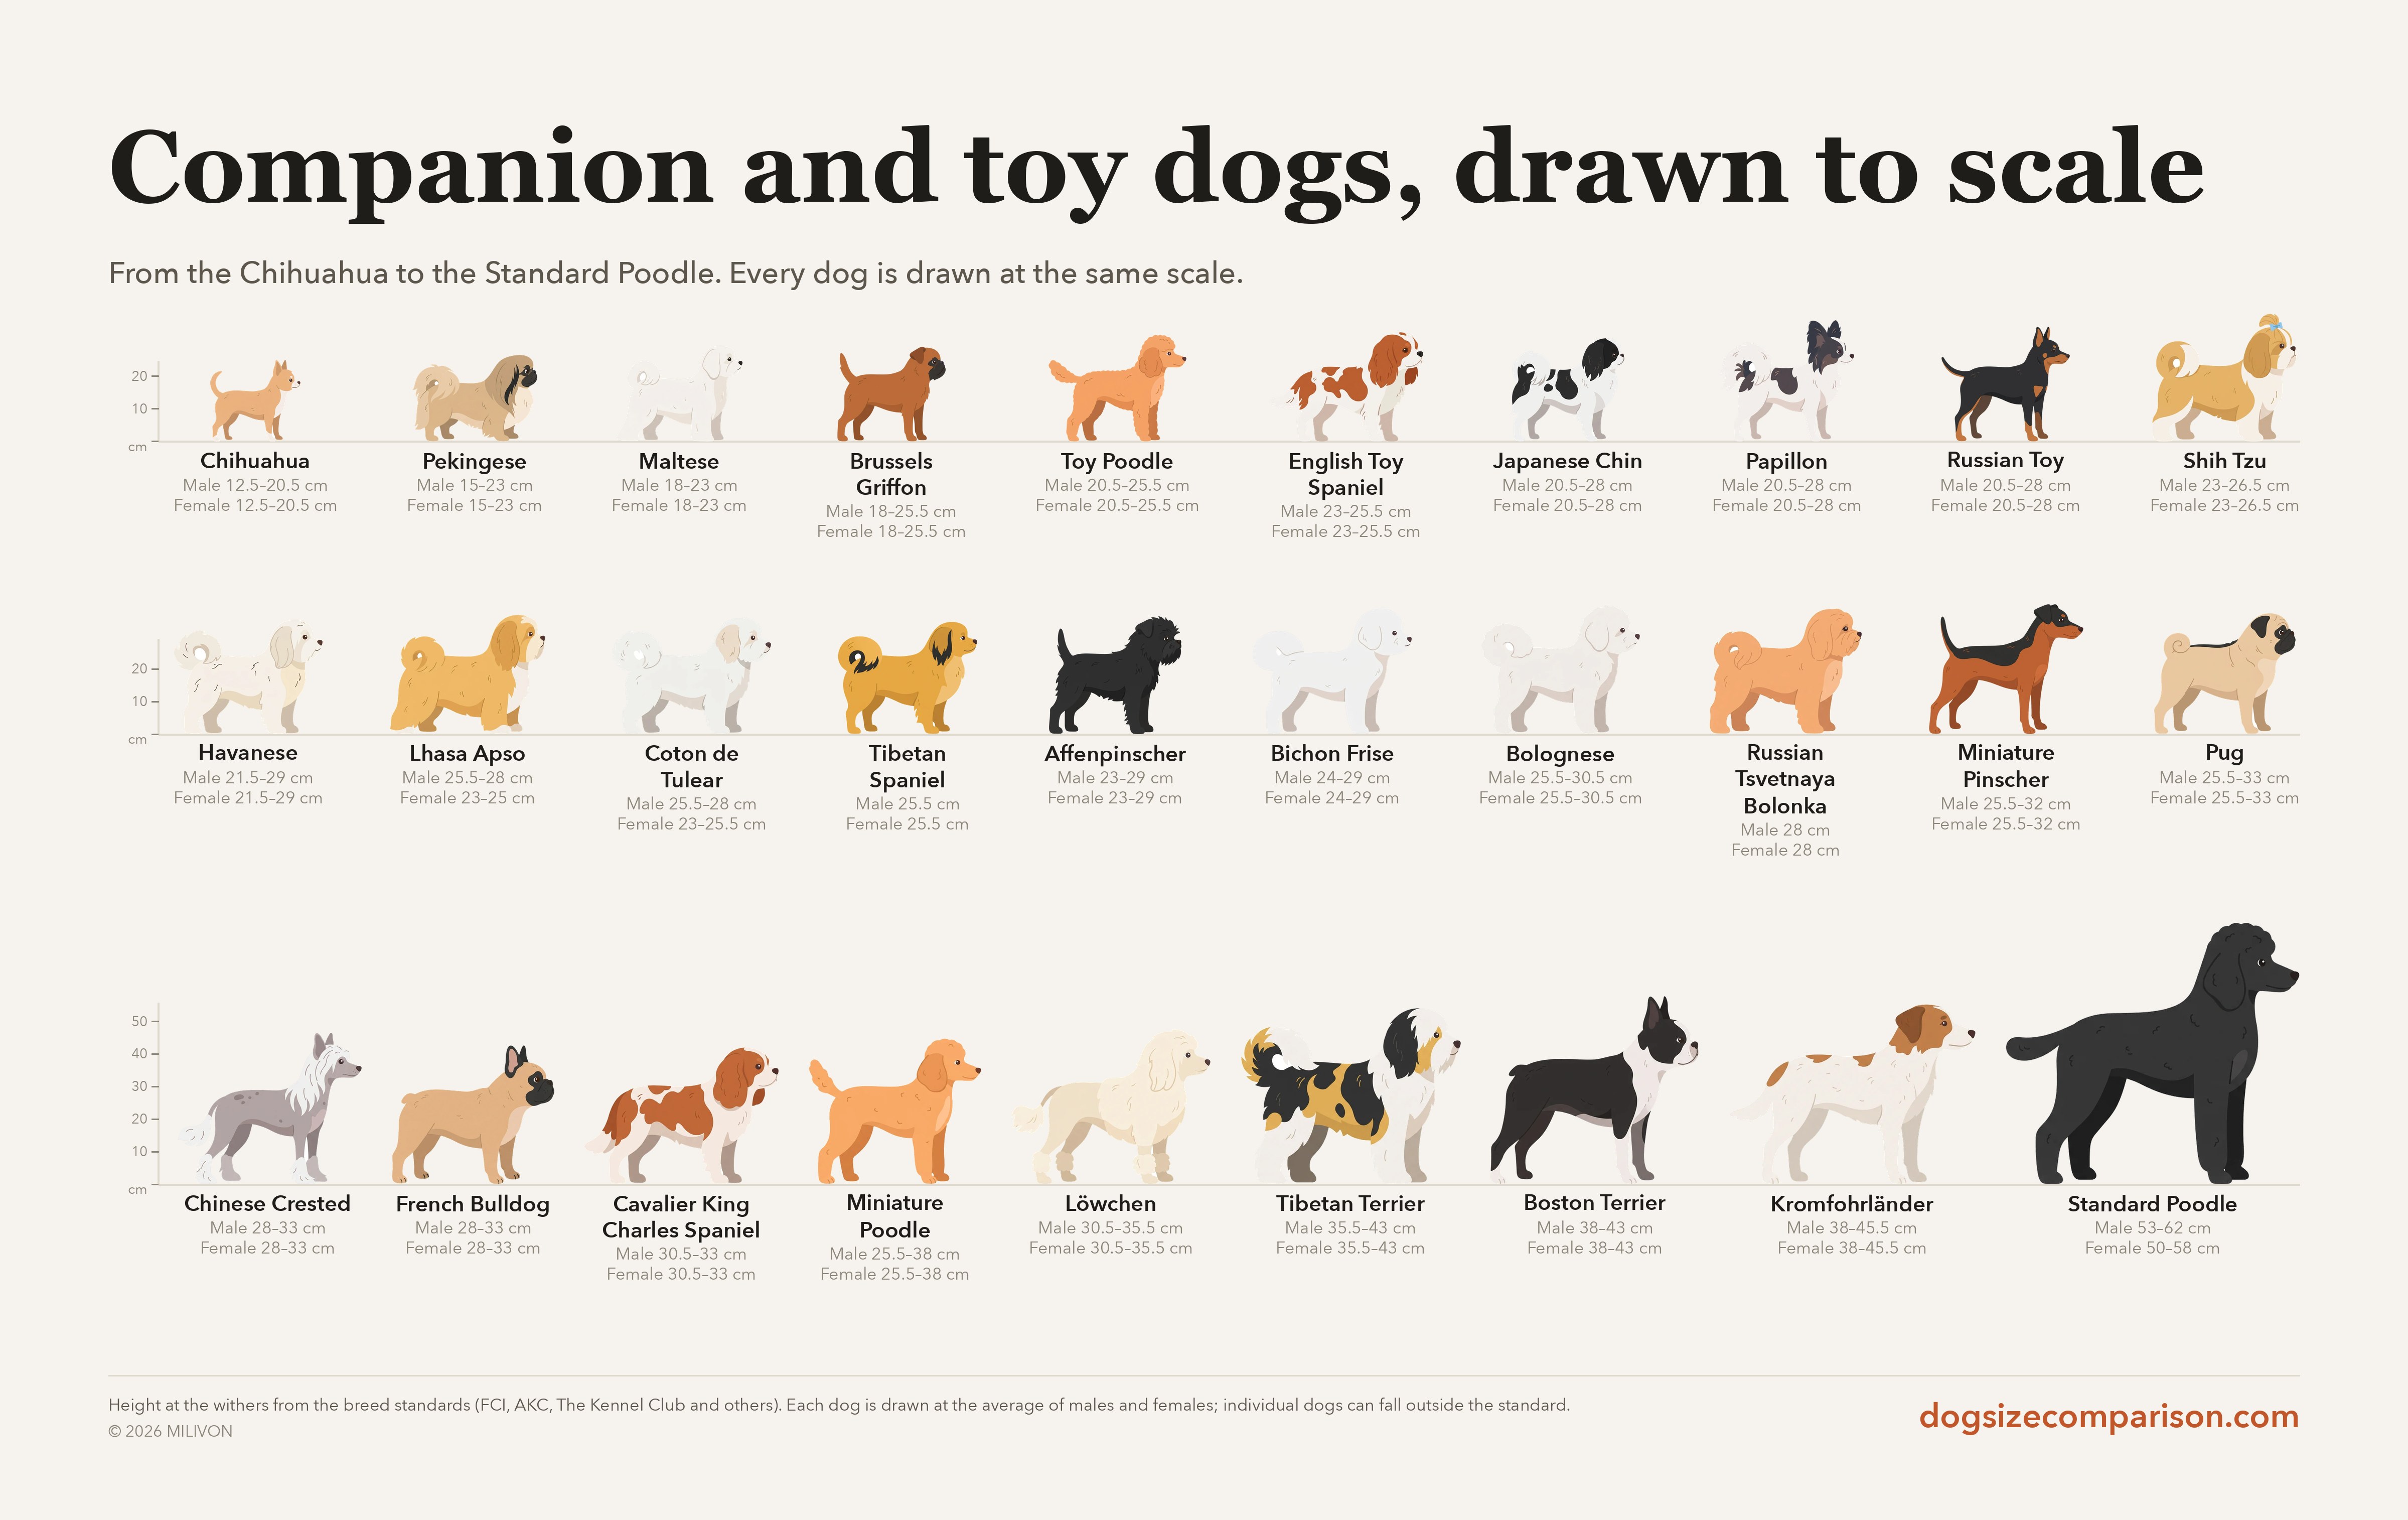 Companion and toy dogs, drawn to scale
From the Chihuahua to the Standard Poodle. Every dog is drawn at the same scale.
20
10
cm
Chihuahua
Male 12.5–20.5 cm
Female 12.5–20.5 cm
Pekingese
Male 15–23 cm
Female 15–23 cm
Maltese
Male 18–23 cm
Female 18–23 cm
Brussels
Griffon
Male 18–25.5 cm
Female 18–25.5 cm
Toy Poodle
Male 20.5–25.5 cm
Female 20.5–25.5 cm
English Toy
Spaniel
Male 23–25.5 cm
Female 23–25.5 cm
Japanese Chin
Male 20.5–28 cm
Female 20.5–28 cm
Papillon
Male 20.5–28 cm
Female 20.5–28 cm
Russian Toy
Male 20.5–28 cm
Female 20.5–28 cm
Shih Tzu
Male 23–26.5 cm
Female 23–26.5 cm
20
10
cm
Havanese
Male 21.5–29 cm
Female 21.5–29 cm
Lhasa Apso
Male 25.5–28 cm
Female 23–25 cm
Coton de
Tulear
Male 25.5–28 cm
Female 23–25.5 cm
Tibetan
Spaniel
Male 25.5 cm
Female 25.5 cm
Affenpinscher
Male 23–29 cm
Female 23–29 cm
Bichon Frise
Male 24–29 cm
Female 24–29 cm
Bolognese
Male 25.5–30.5 cm
Female 25.5–30.5 cm
Russian
Tsvetnaya
Bolonka
Male 28 cm
Female 28 cm
Miniature
Pinscher
Male 25.5–32 cm
Female 25.5–32 cm
Pug
Male 25.5–33 cm
Female 25.5–33 cm
50
40
30
20
10
cm
Chinese Crested
Male 28–33 cm
Female 28–33 cm
French Bulldog
Male 28–33 cm
Female 28–33 cm
Cavalier King
Charles Spaniel
Male 30.5–33 cm
Female 30.5–33 cm
Miniature
Poodle
Male 25.5–38 cm
Female 25.5–38 cm
Löwchen
Male 30.5–35.5 cm
Female 30.5–35.5 cm
Tibetan Terrier
Male 35.5–43 cm
Female 35.5–43 cm
Boston Terrier
Male 38–43 cm
Female 38–43 cm
Kromfohrländer
Male 38–45.5 cm
Female 38–45.5 cm
Standard Poodle
Male 53–62 cm
Female 50–58 cm
Height at the withers from the breed standards (FCI, AKC, The Kennel Club and others). Each dog is drawn at the average of males and females; individual dogs can fall outside the standard.
© 2026 MILIVON
dogsizecomparison.com